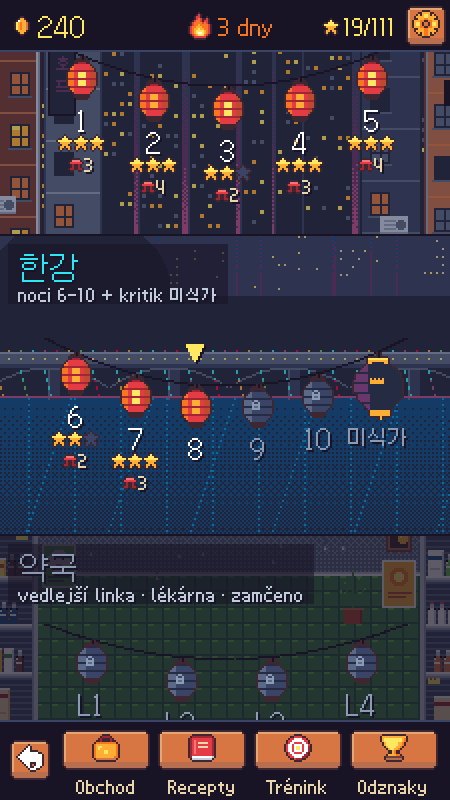 240
3 dny
19/111
1
2
3
4
5
3
4
2
3
4
한강
noci 6-10 + kritik 미식가
6
7
8
9
10
미식가
2
3
약국
vedlejší linka · lékárna · zamčeno
L1
L2
L3
L4
Obchod
Recepty
Trénink
Odznaky